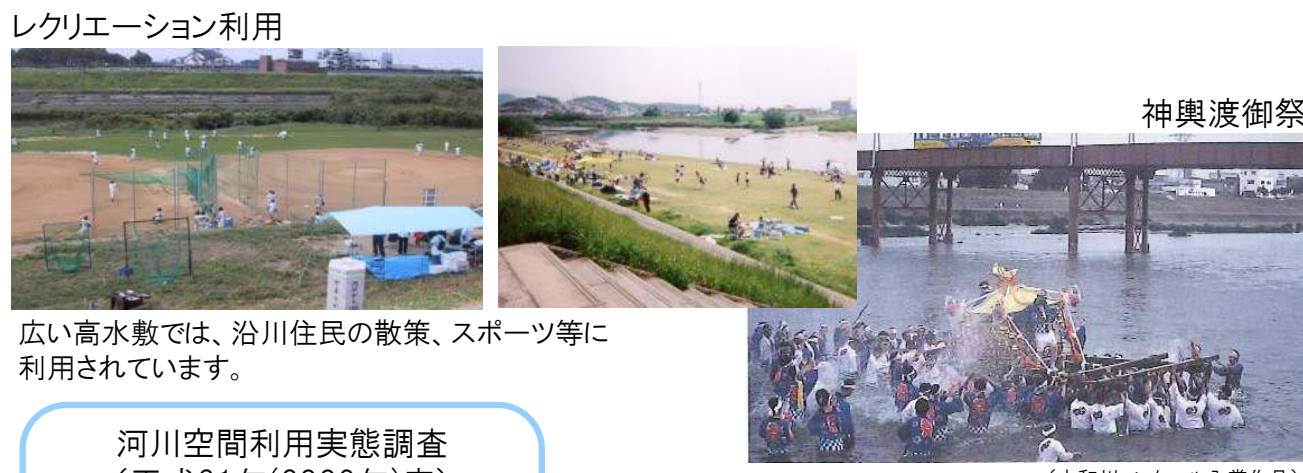 レクリエーション利用
神輿渡御祭
広い高水敷では、沿川住民の散策、スポーツ等に
利用されています。
河川空間利用実態調査